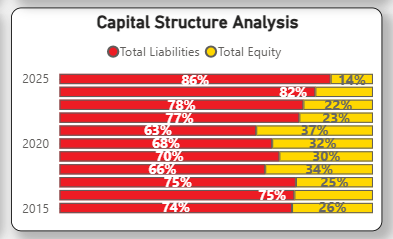 Capital Structure Analysis
Total Liabilities Total Equity
2025 86% 14%
82%
78% 22%
77% 23%
63% 37%
2020 68% 32%
70% 30%
66% 34%
75% 25%
75%
2015 74% 26%